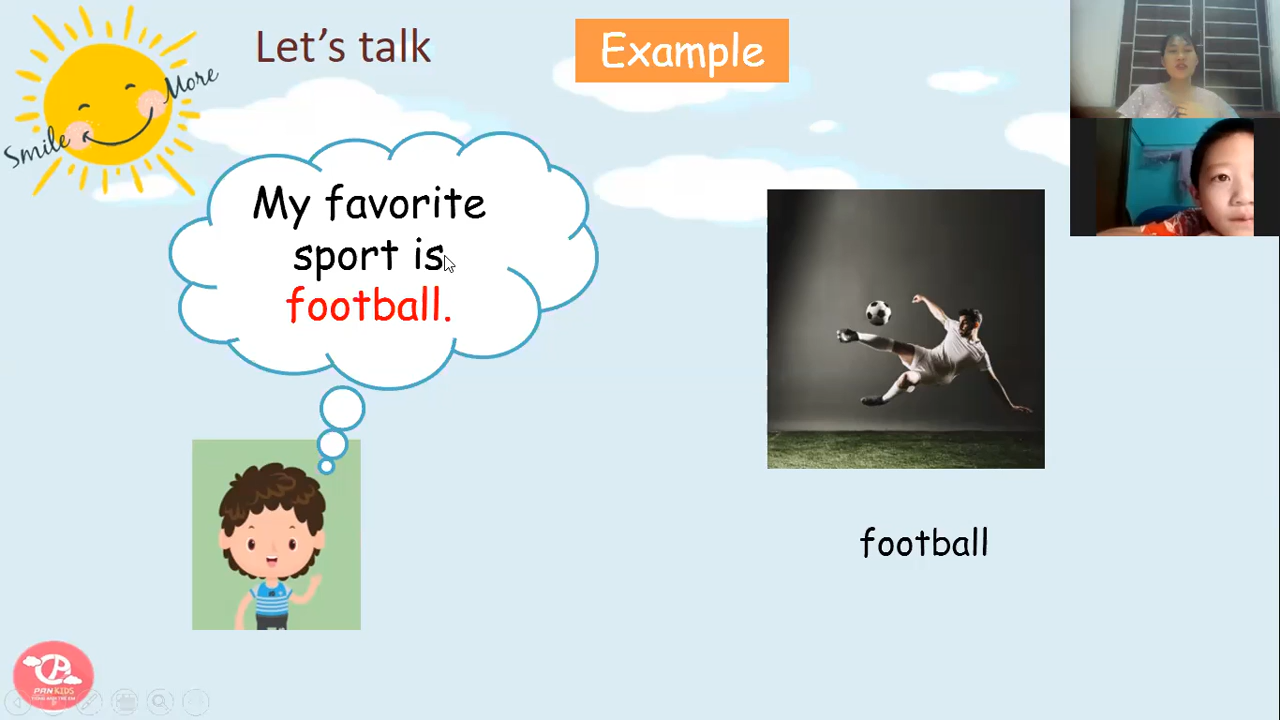 Let's talk
Example
Smile
More
My favorite
sport is
football.
football
PAN KIDS